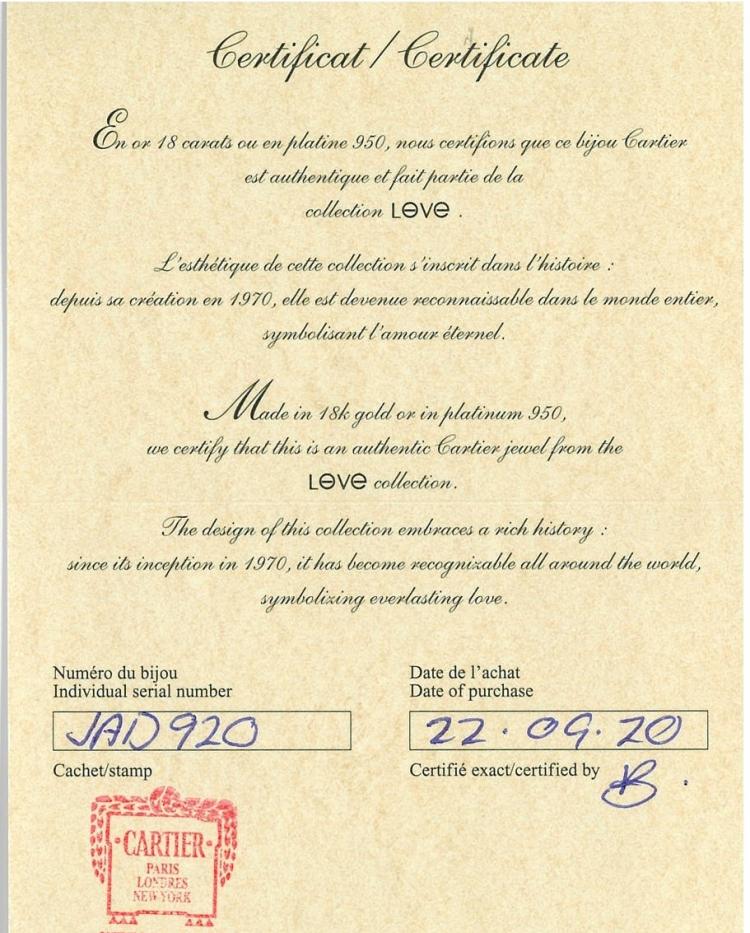 Certificat / Certificate
En or 18 carats ou en platine 950, nous certifions que ce bijou Cartier
est authentique et fait partie de la
collection LOVE .
L'esthétique de cette collection s'inscrit dans l'histoire :
depuis sa création en 1970, elle est devenue reconnaissable dans le monde entier,
symbolisant l'amour éternel.
Made in 18k gold or in platinum 950,
we certify that this is an authentic Cartier jewel from the
LOVE collection.
The design of this collection embraces a rich history :
since its inception in 1970, it has become recognizable all around the world,
symbolizing everlasting love.
Numéro du bijou
Individual serial number
JAD920
Cachet/stamp
Date de l'achat
Date of purchase
22.09.20
Certifié exact/certified by
CARTIER
PARIS
LONDRES
NEW YORK